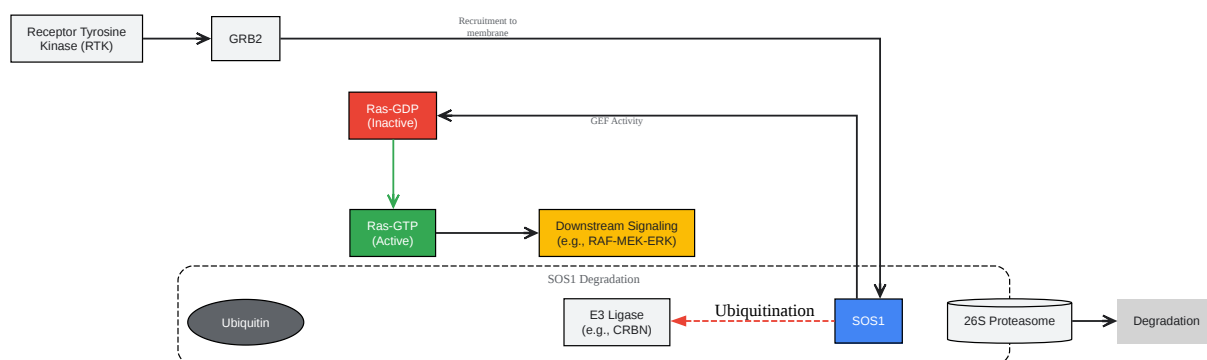 Recruitment to
membrane
Receptor Tyrosine
Kinase (RTK)
GRB2
Ras-GDP
(Inactive)
GEF Activity
Ras-GTP
(Active)
Downstream Signaling
(e.g., RAF-MEK-ERK)
SOS1 Degradation
Ubiquitin
E3 Ligase
(e.g., CRBN)
Ubiquitination
SOS1
26S Proteasome
Degradation